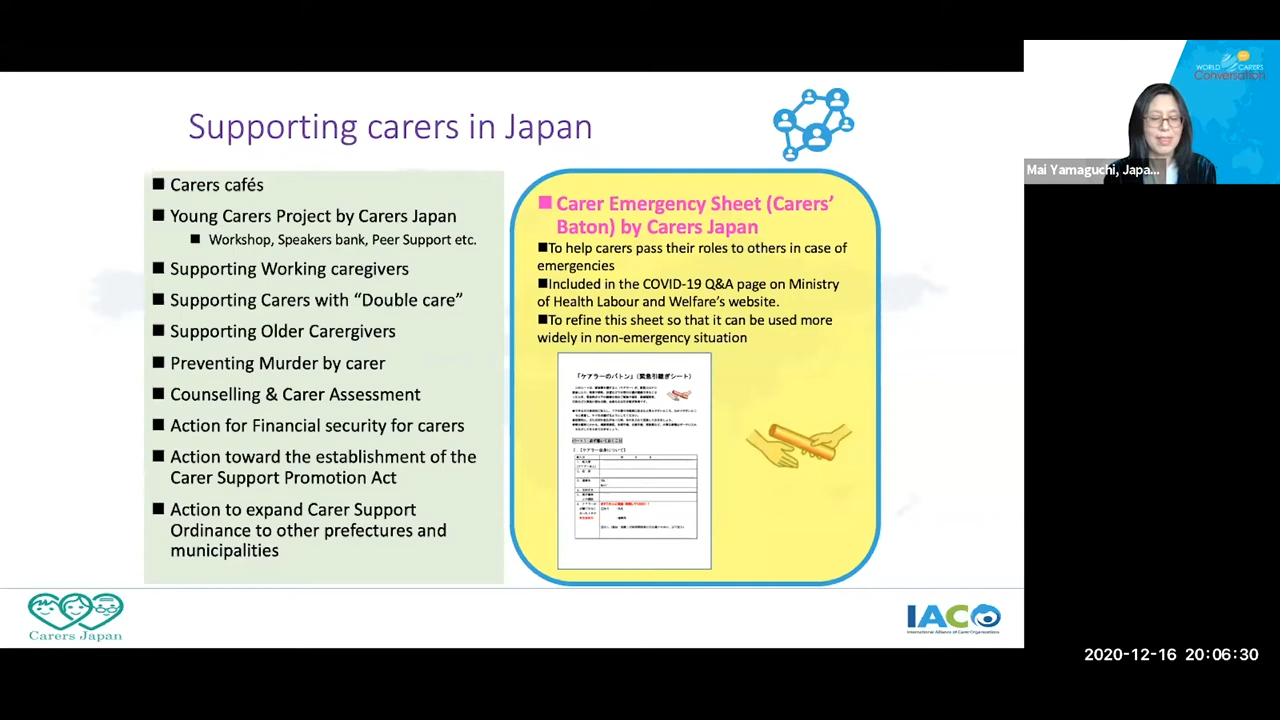 Supporting carers in Japan
Carers cafés
Young Carers Project by Carers Japan
Workshop, Speakers bank, Peer Support etc.
Supporting Working caregivers
Supporting Carers with “Double care”
Supporting Older Carergivers
Preventing Murder by carer
Counselling & Carer Assessment
Action for Financial security for carers
Action toward the establishment of the
Carer Support Promotion Act
Action to expand Carer Support
Ordinance to other prefectures and
municipalities
Carer Emergency Sheet (Carers’
Baton) by Carers Japan
To help carers pass their roles to others in case of
emergencies
Included in the COVID-19 Q&A page on Ministry
of Health Labour and Welfare’s website.
To refine this sheet so that it can be used more
widely in non-emergency situation
「ケアラーのバトン」(緊急引継ぎシート)
Carers Japan
IACO
International Alliance of Carer Organizations
WORLD CARERS
Conversation
Mai Yamaguchi, Japa...
2020-12-16 20:06:30